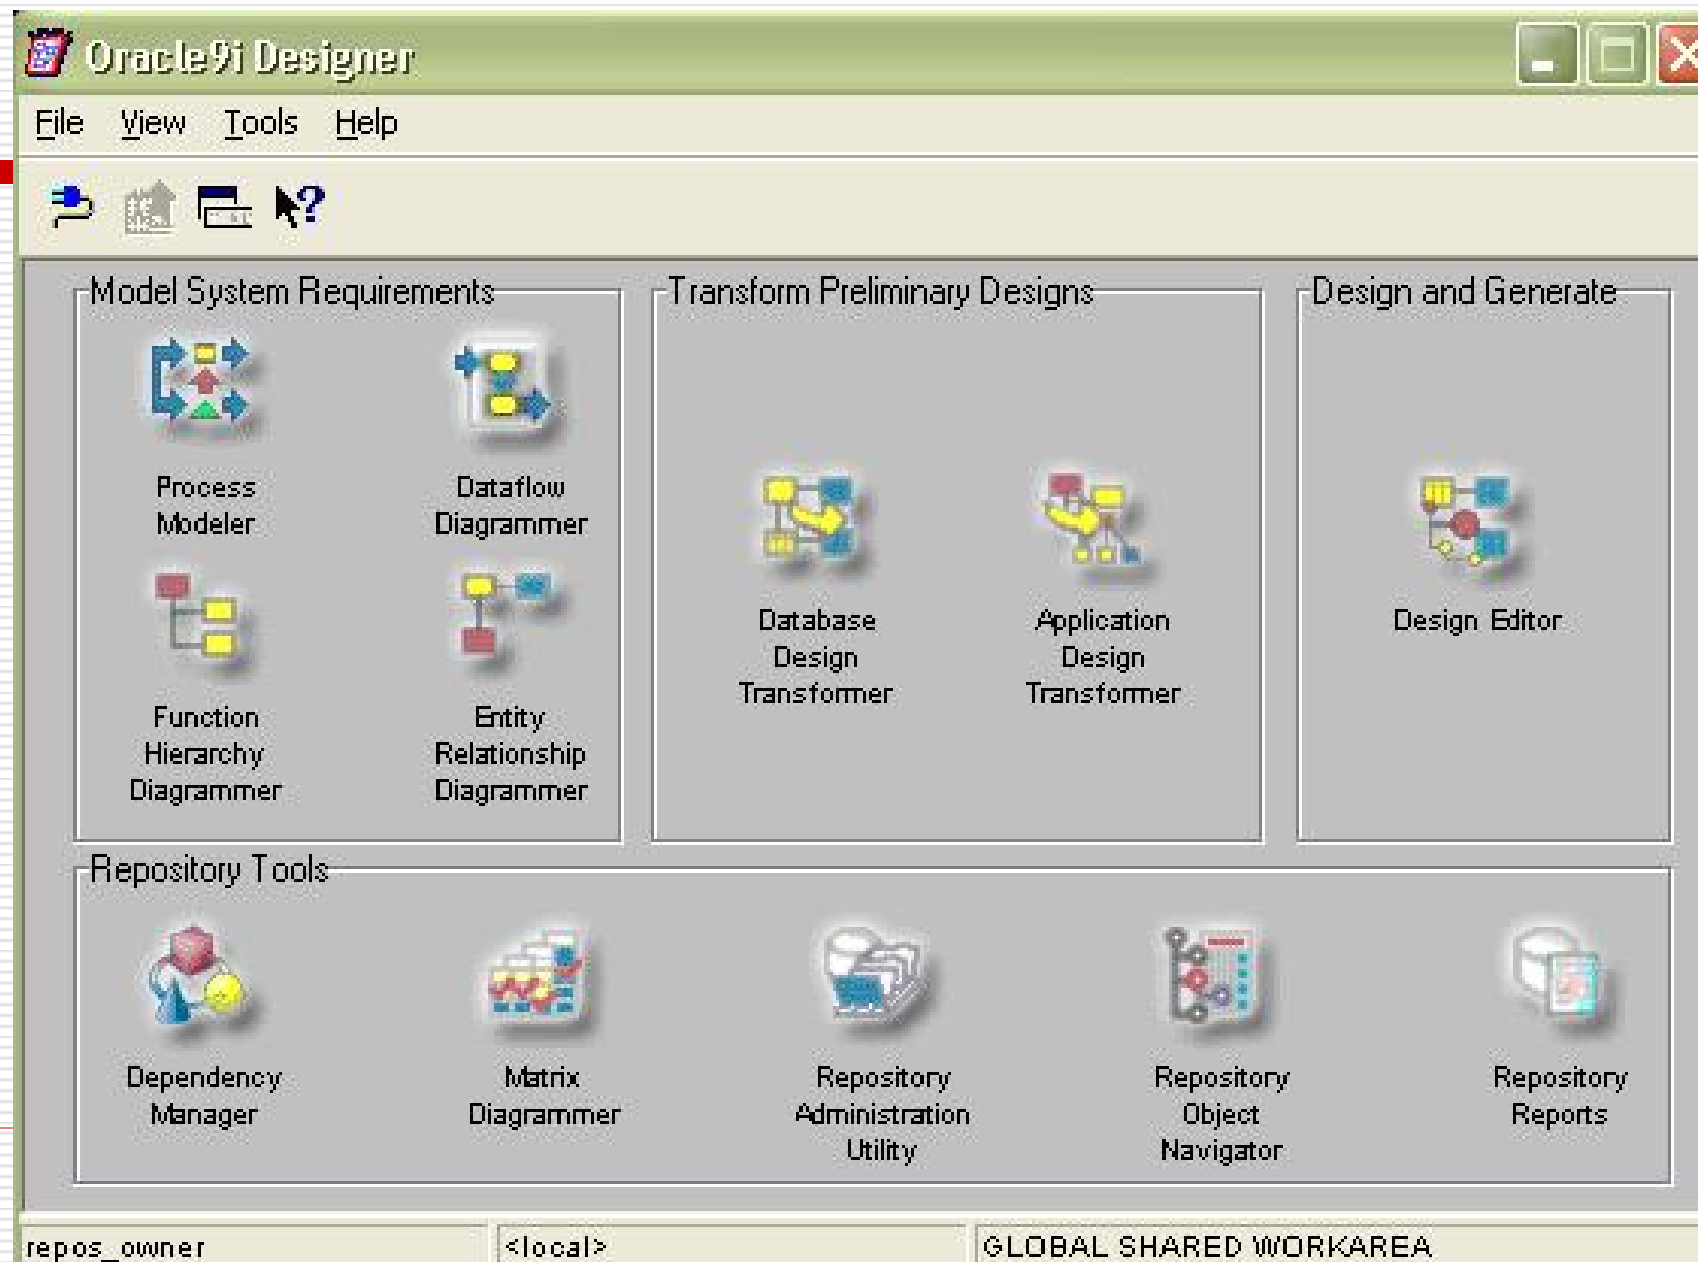 Oracle9i Designer
File View Tools Help
Model System Requirements
Process
Modeler
Dataflow
Diagrammer
Function
Hierarchy
Diagrammer
Entity
Relationship
Diagrammer
Transform Preliminary Designs
Database
Design
Transformer
Application
Design
Transformer
Design and Generate
Design Editor
Repository Tools
Dependency
Manager
Matrix
Diagrammer
Repository
Administration
Utility
Repository
Object
Navigator
Repository
Reports
repos_owner
<local>
GLOBAL SHARED WORKAREA